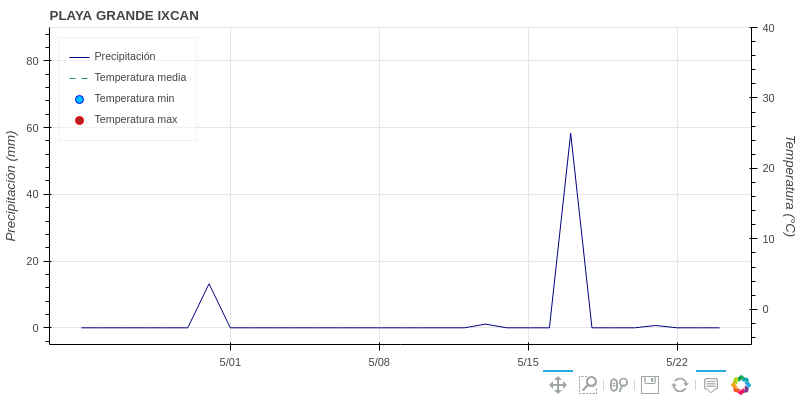 PLAYA GRANDE IXCAN
Precipitación
Temperatura media
Temperatura min
Temperatura max
Precipitación (mm)
80
60
40
20
0
40
30
20
10
0
Temperatura (°C)
5/01 5/08 5/15 5/22